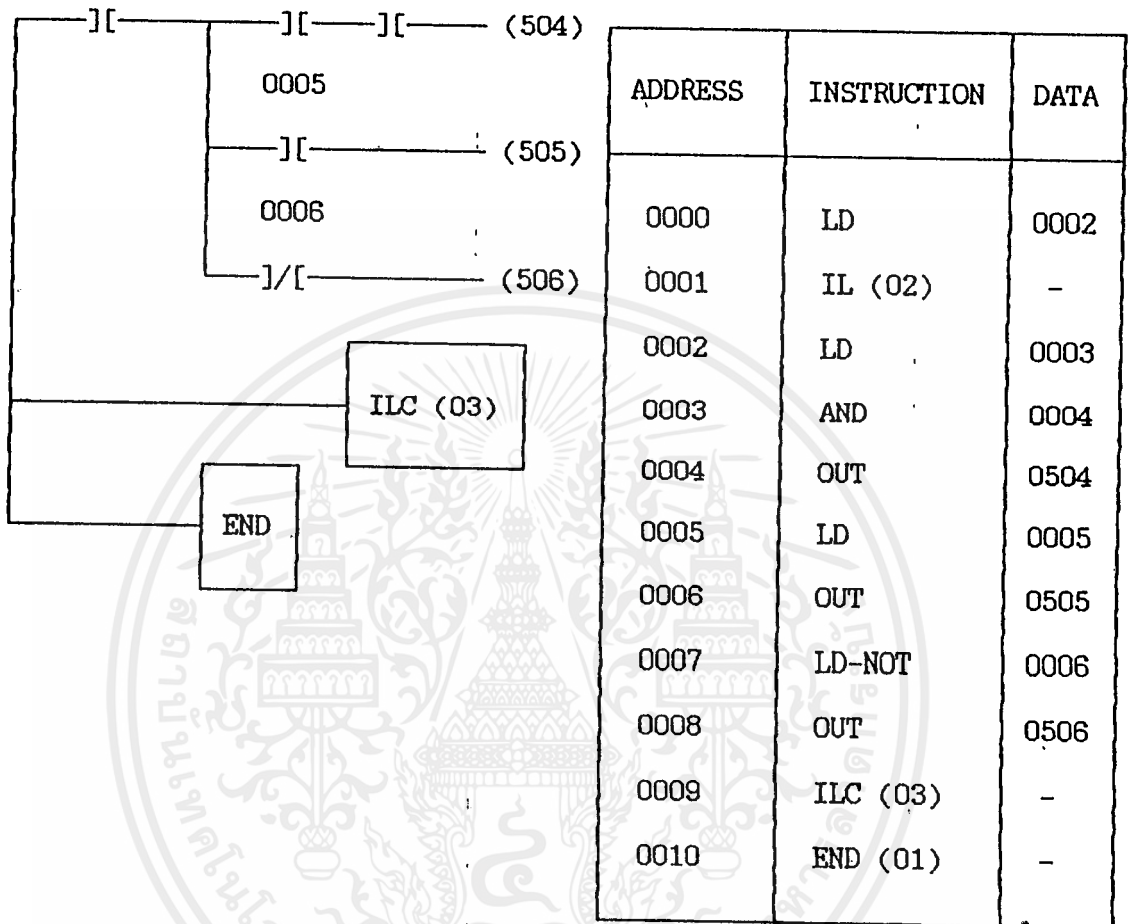 ][ ][ ][ (504)
0005
][ (505)
0006
]/[ (506)
ILC (03)
END
ADDRESS INSTRUCTION DATA
0000 LD 0002
0001 IL (02) -
0002 LD 0003
0003 AND 0004
0004 OUT 0504
0005 LD 0005
0006 OUT 0505
0007 LD-NOT 0006
0008 OUT 0506
0009 ILC (03) -
0010 END (01) -